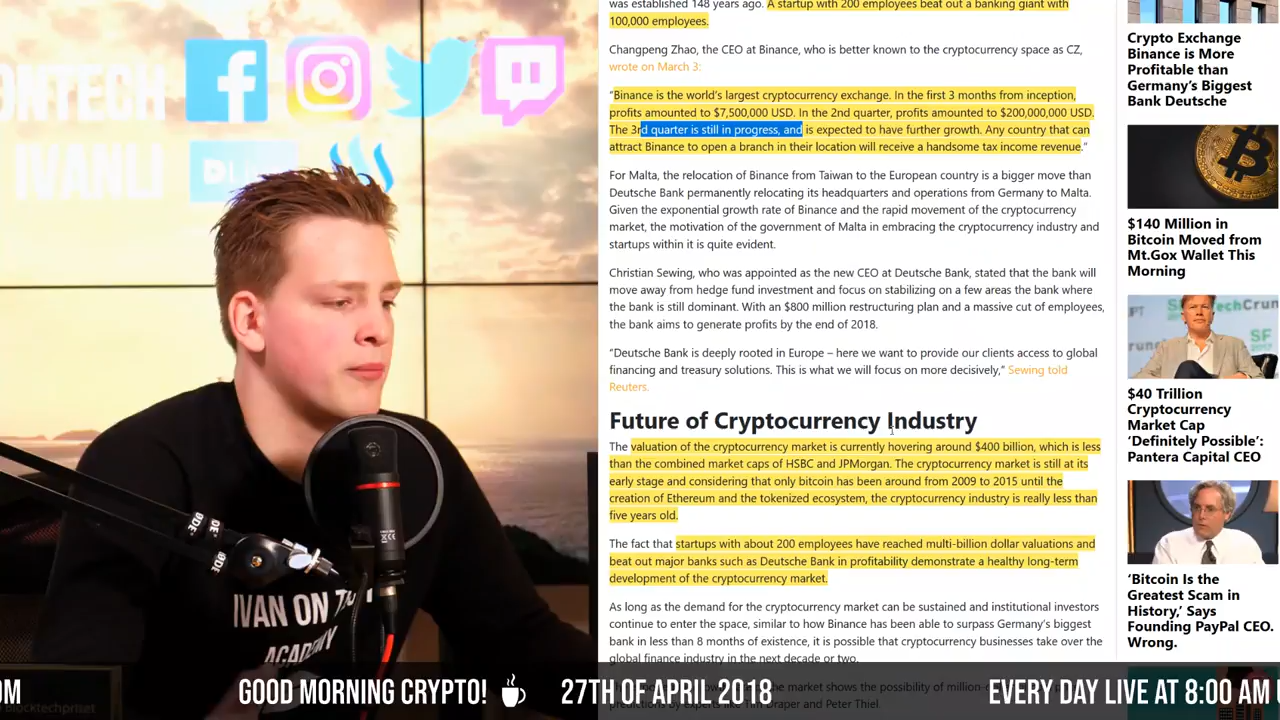 was established 148 years ago. A startup with 200 employees beat out a banking giant with
100,000 employees.
Changpeng Zhao, the CEO at Binance, who is better known to the cryptocurrency space as CZ,
wrote on March 3:
“Binance is the world’s largest cryptocurrency exchange. In the first 3 months from inception,
profits amounted to $7,500,000 USD. In the 2nd quarter, profits amounted to $200,000,000 USD.
The 3rd quarter is still in progress, and is expected to have further growth. Any country that can
attract Binance to open a branch in their location will receive a handsome tax income revenue.”
For Malta, the relocation of Binance from Taiwan to the European country is a bigger move than
Deutsche Bank permanently relocating its headquarters and operations from Germany to Malta.
Given the exponential growth rate of Binance and the rapid movement of the cryptocurrency
market, the motivation of the government of Malta in embracing the cryptocurrency industry and
startups within it is quite evident.
Christian Sewing, who was appointed as the new CEO at Deutsche Bank, stated that the bank will
move away from hedge fund investment and focus on stabilizing on a few areas the bank where
the bank is still dominant. With an $800 million restructuring plan and a massive cut of employees,
the bank aims to generate profits by the end of 2018.
“Deutsche Bank is deeply rooted in Europe – here we want to provide our clients access to global
financing and treasury solutions. This is what we will focus on more decisively,” Sewing told
Reuters.
Future of Cryptocurrency Industry
The valuation of the cryptocurrency market is currently hovering around $400 billion, which is less
than the combined market caps of HSBC and JPMorgan. The cryptocurrency market is still at its
early stage and considering that only bitcoin has been around from 2009 to 2015 until the
creation of Ethereum and the tokenized ecosystem, the cryptocurrency industry is really less than
five years old.
The fact that startups with about 200 employees have reached multi-billion dollar valuations and
beat out major banks such as Deutsche Bank in profitability demonstrate a healthy long-term
development of the cryptocurrency market.
As long as the demand for the cryptocurrency market can be sustained and institutional investors
continue to enter the space, similar to how Binance has been able to surpass Germany’s biggest
bank in less than 8 months of existence, it is possible that cryptocurrency businesses take over the
global finance industry in the next decade or two.
the market shows the possibility of million-
predictions by experts like Tim Draper and Peter Thiel.
Crypto Exchange
Binance is More
Profitable than
Germany’s Biggest
Bank Deutsche
$140 Million in
Bitcoin Moved from
Mt.Gox Wallet This
Morning
$40 Trillion
Cryptocurrency
Market Cap
‘Definitely Possible’:
Pantera Capital CEO
‘Bitcoin Is the
Greatest Scam in
History,’ Says
Founding PayPal CEO.
Wrong.
IVAN ON
ACADEMY
OM GOOD MORNING CRYPTO! 27TH OF APRIL 2018 EVERY DAY LIVE AT 8:00 AM